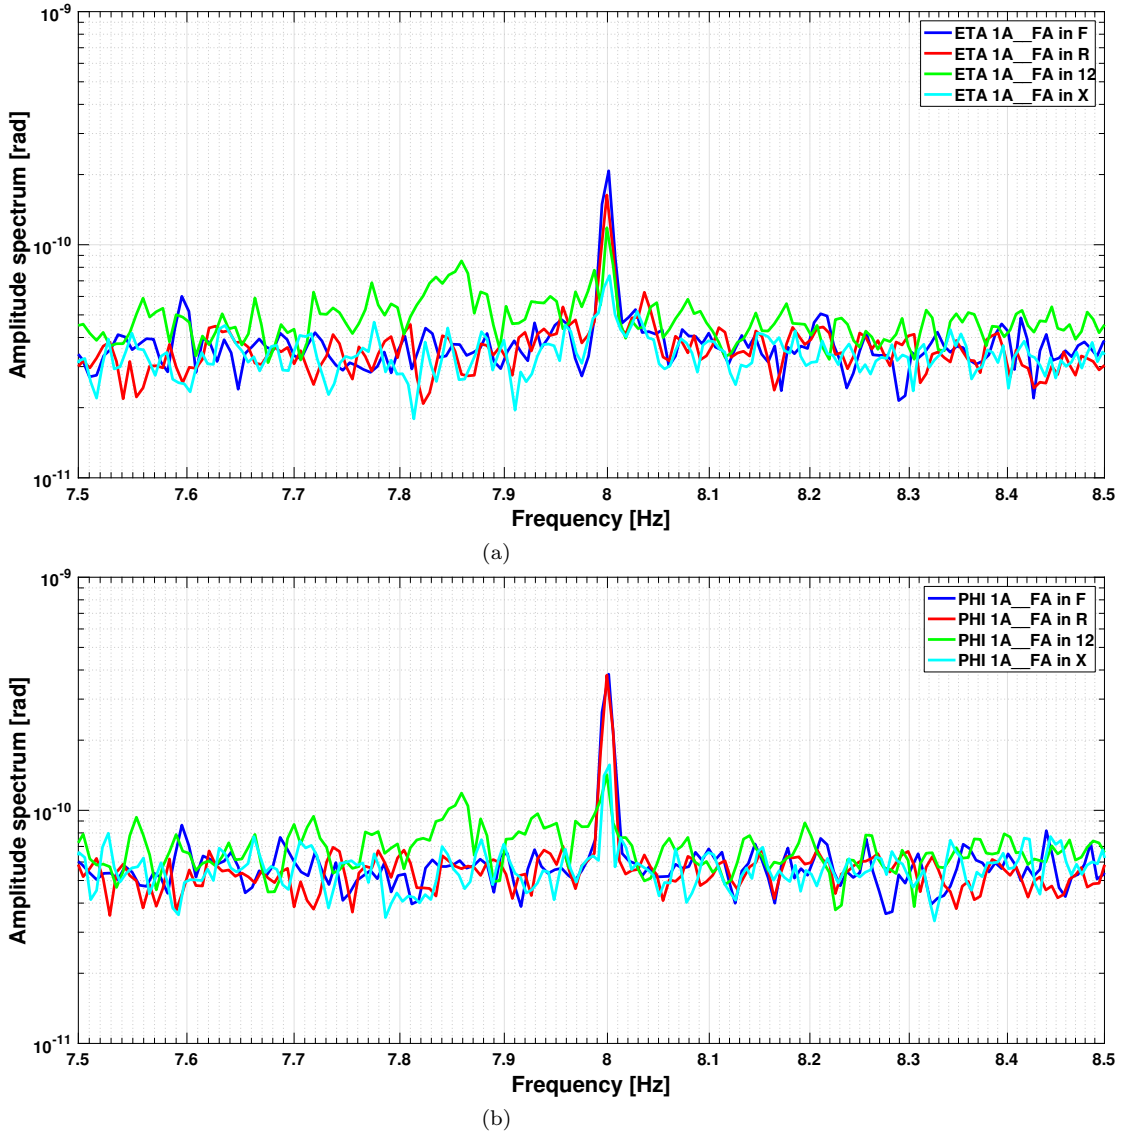 10^-9
10^-10
10^-11
Amplitude spectrum [rad]
ETA 1A__FA in F
ETA 1A__FA in R
ETA 1A__FA in 12
ETA 1A__FA in X
7.5 7.6 7.7 7.8 7.9 8 8.1 8.2 8.3 8.4 8.5
Frequency [Hz]
(a)
10^-9
10^-10
10^-11
Amplitude spectrum [rad]
PHI 1A__FA in F
PHI 1A__FA in R
PHI 1A__FA in 12
PHI 1A__FA in X
7.5 7.6 7.7 7.8 7.9 8 8.1 8.2 8.3 8.4 8.5
Frequency [Hz]
(b)